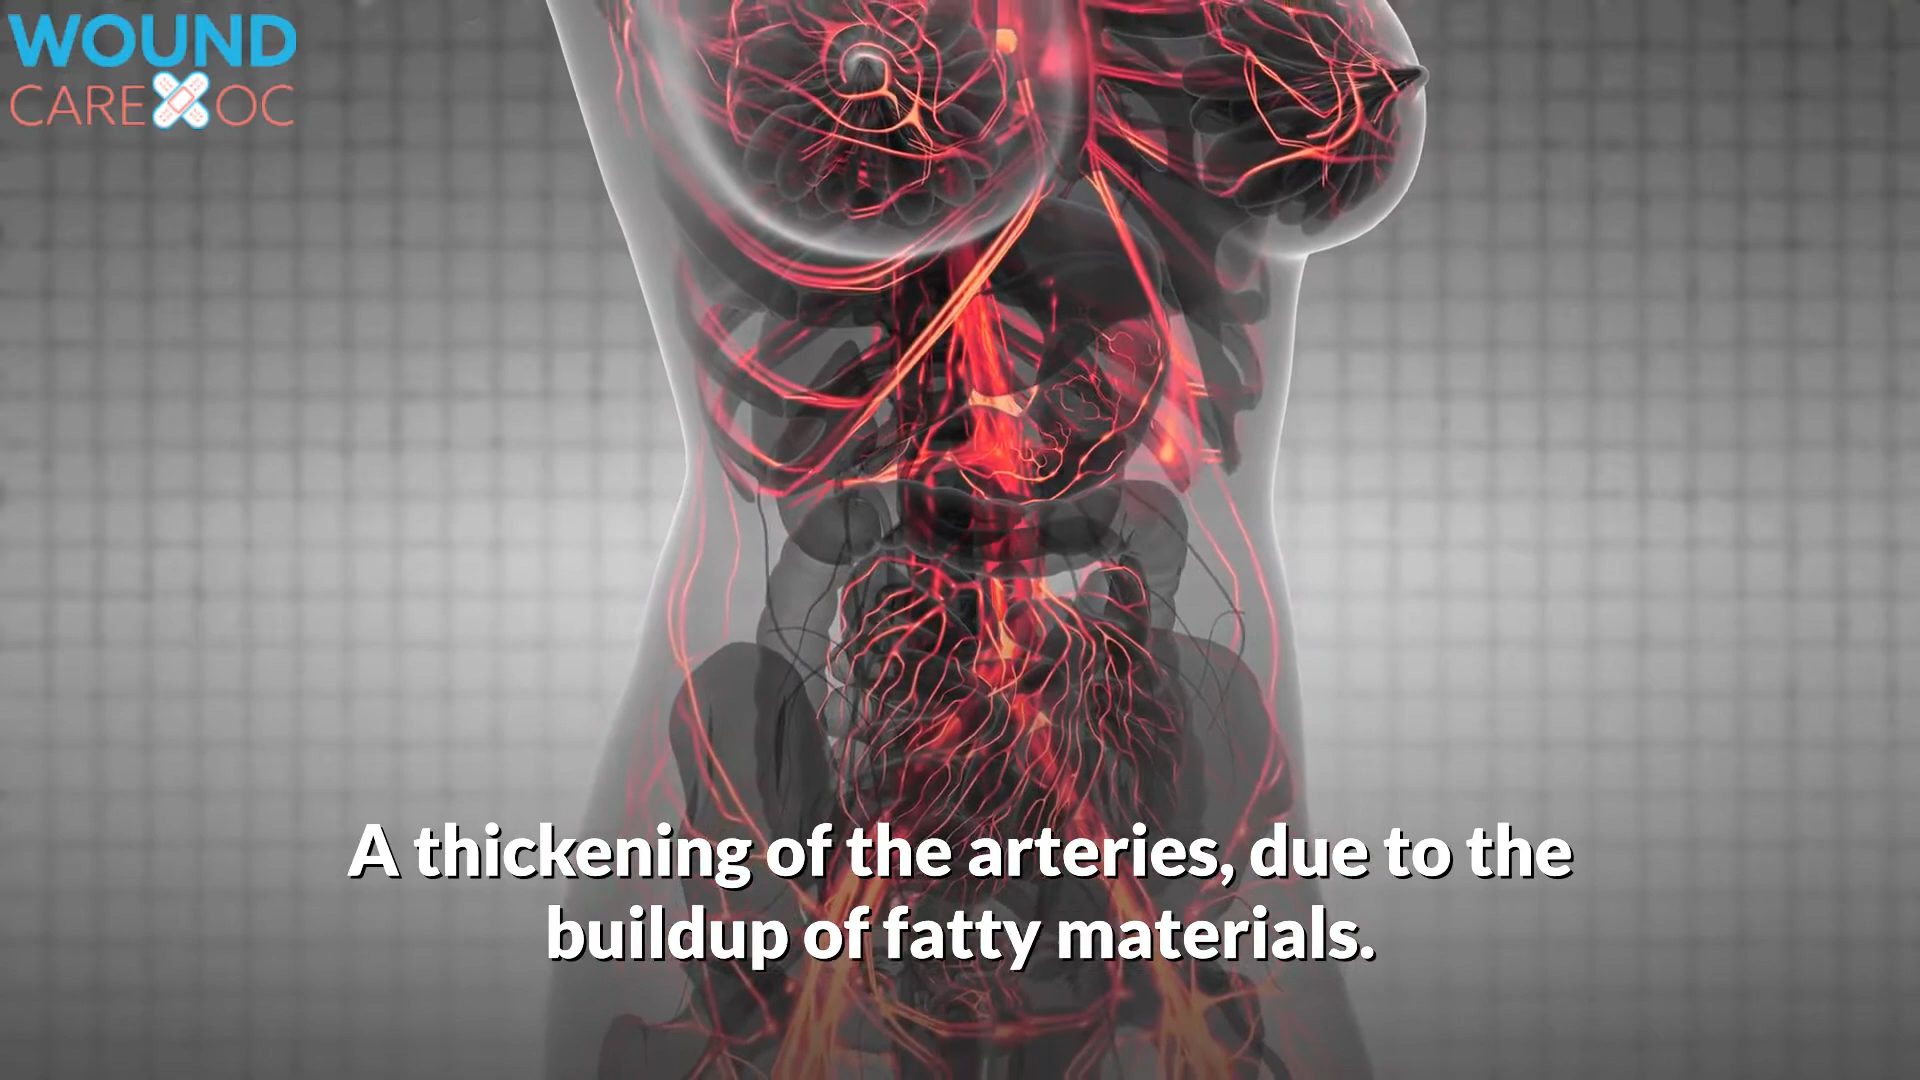 WOUND
CARE OC
A thickening of the arteries, due to the
buildup of fatty materials.